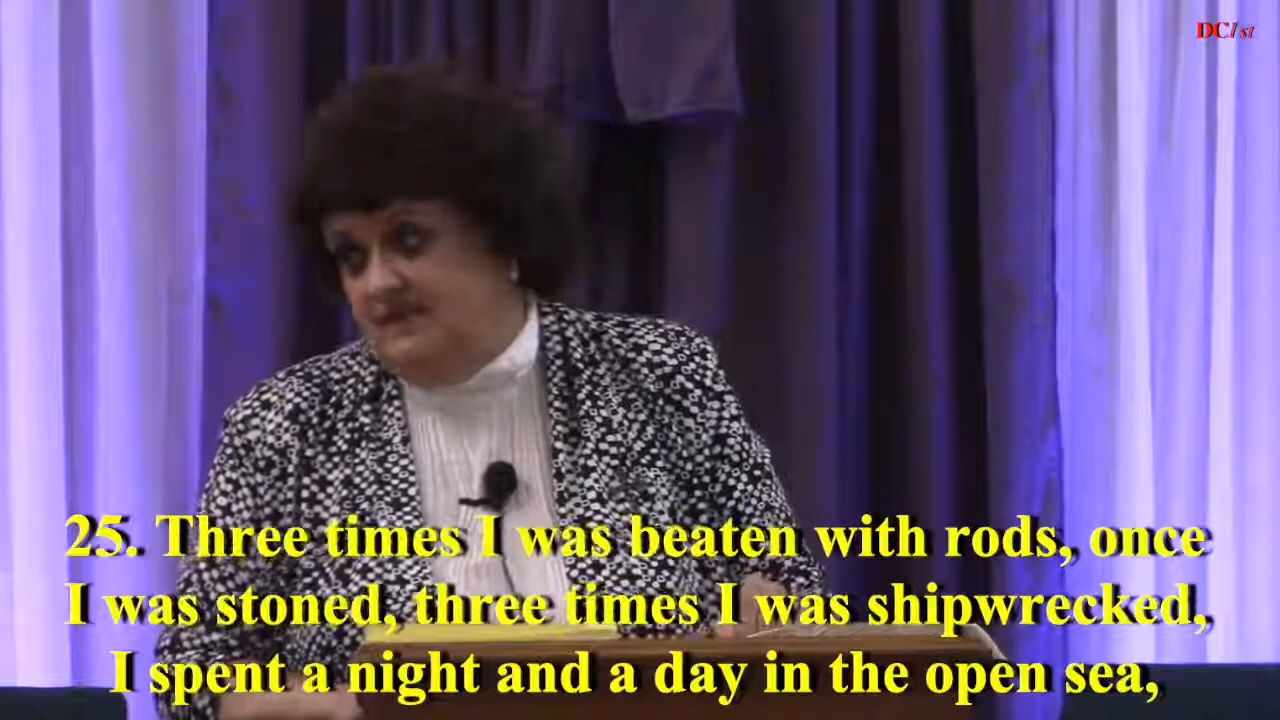 DC1st
25. Three times I was beaten with rods, once
I was stoned, three times I was shipwrecked,
I spent a night and a day in the open sea,